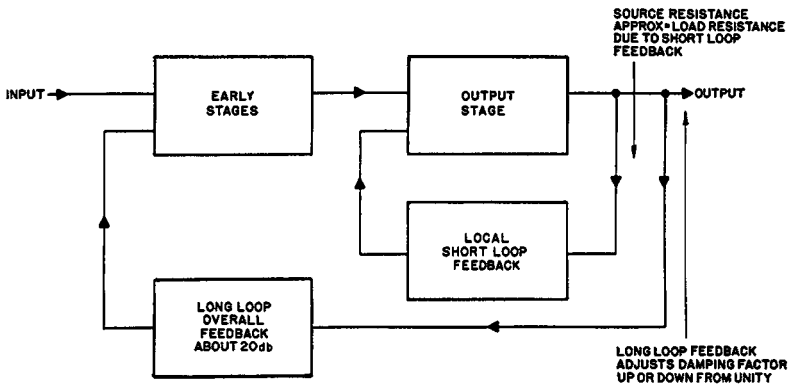 SOURCE RESISTANCE
APPROX=LOAD RESISTANCE
DUE TO SHORT LOOP
FEEDBACK
INPUT
EARLY
STAGES
OUTPUT
STAGE
OUTPUT
LOCAL
SHORT LOOP
FEEDBACK
LONG LOOP
OVERALL
FEEDBACK
ABOUT 20db
LONG LOOP FEEDBACK
ADJUSTS DAMPING FACTOR
UP OR DOWN FROM UNITY